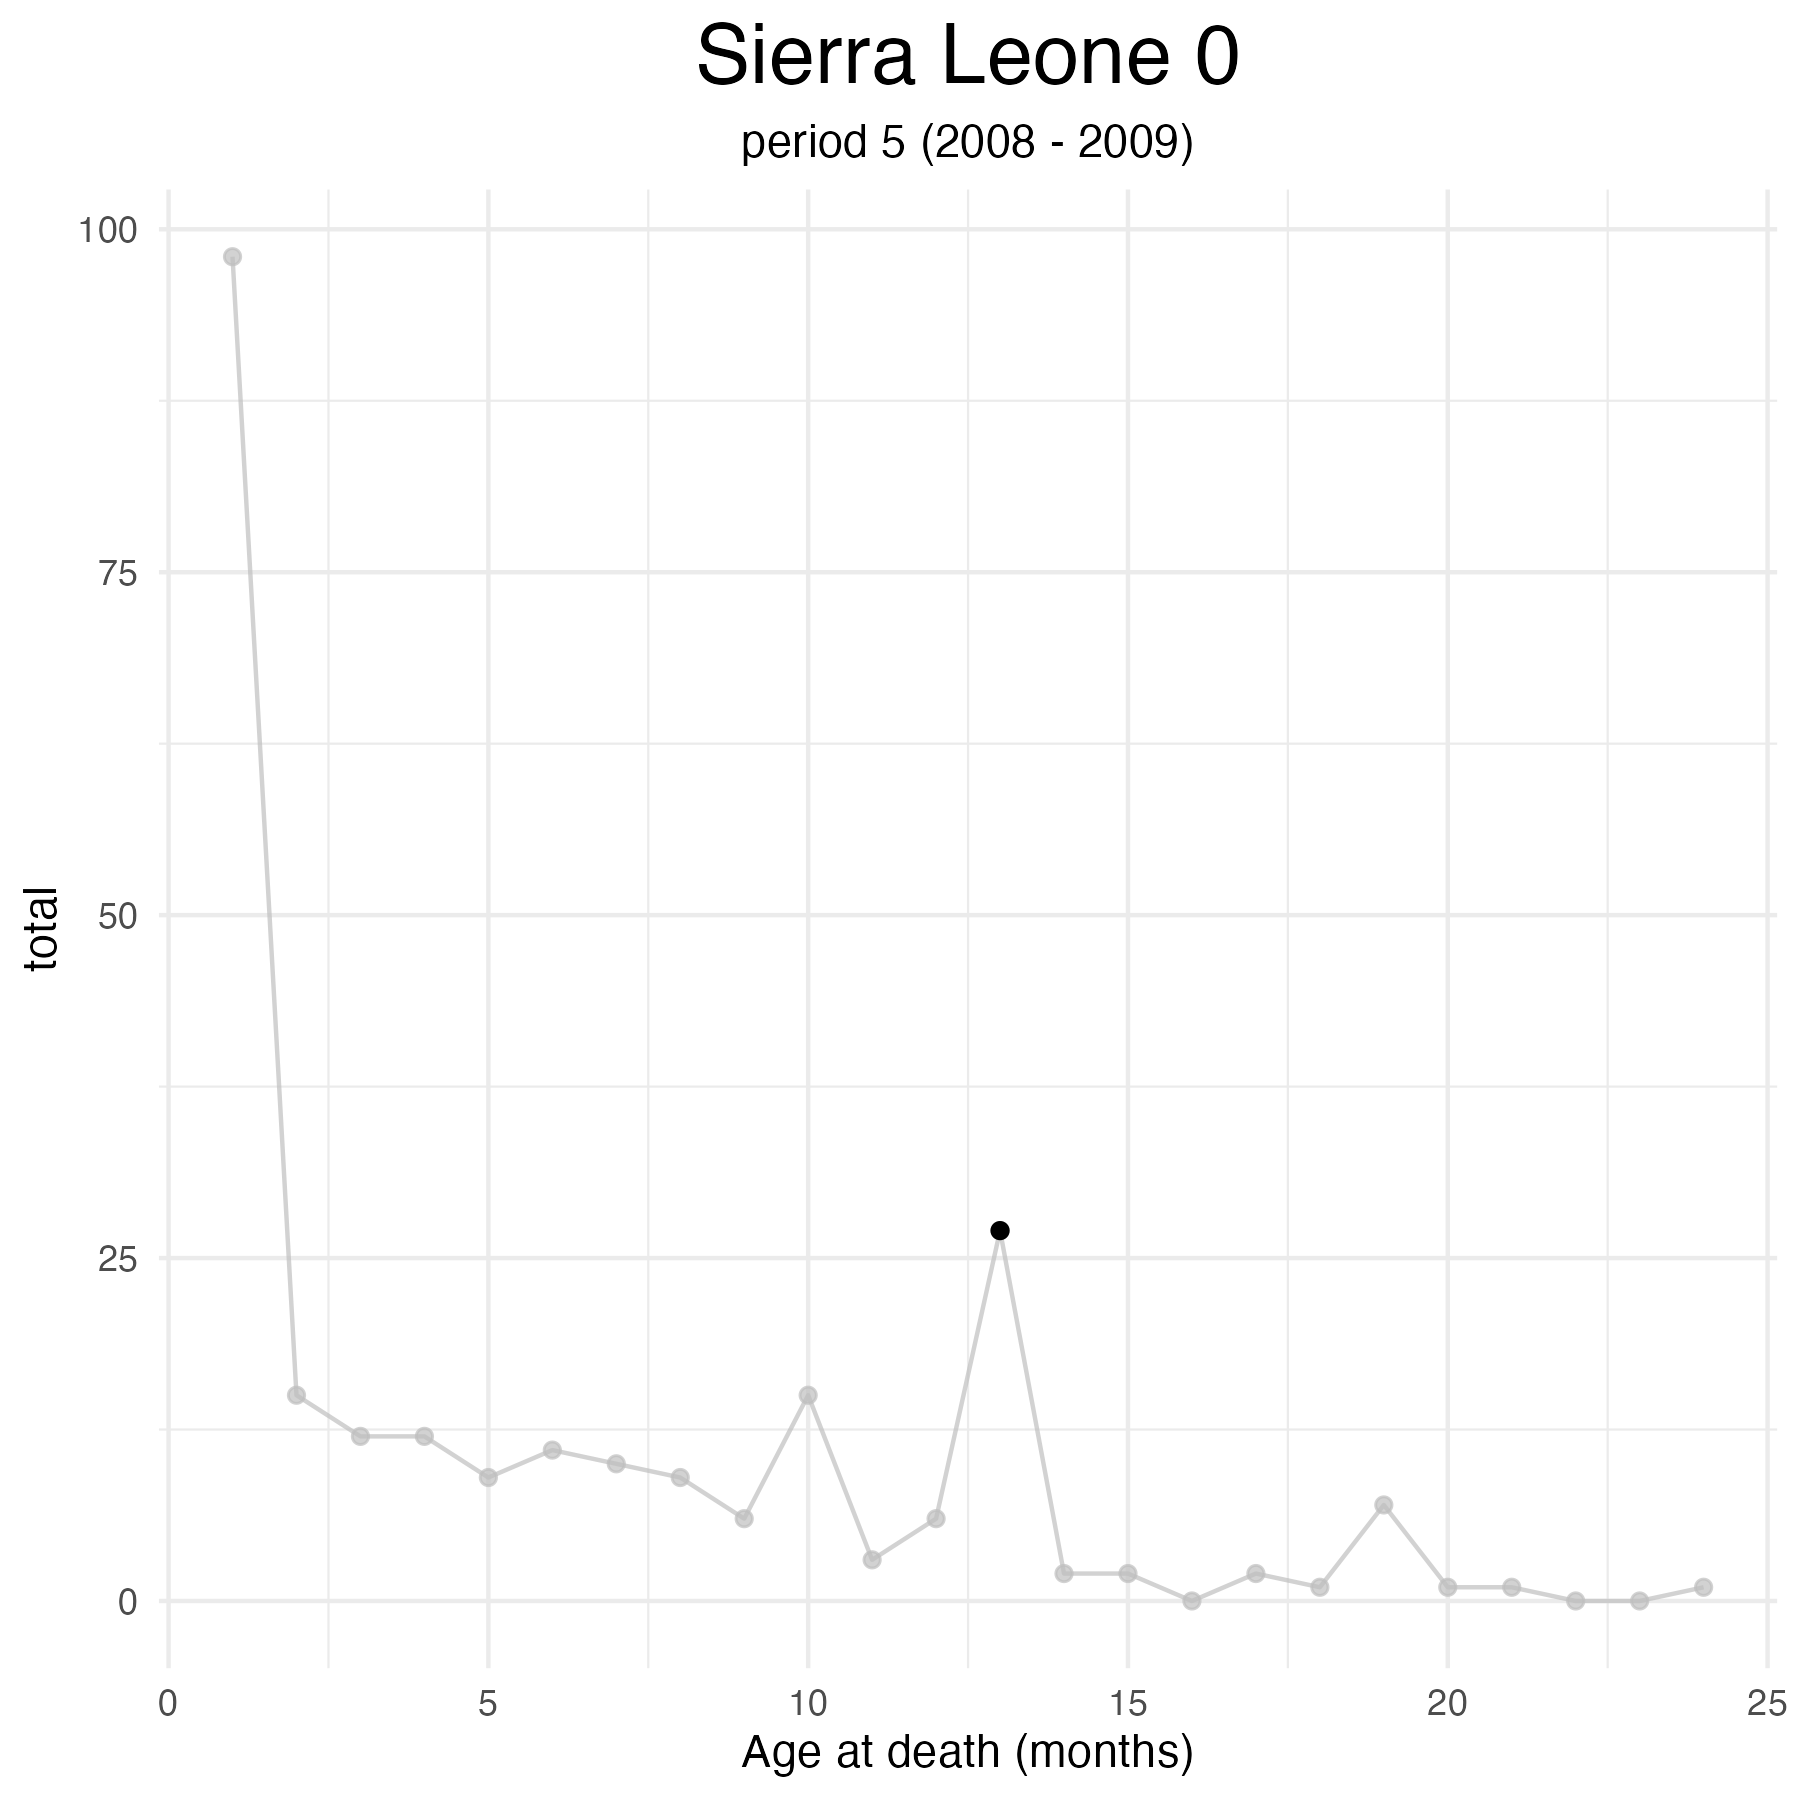 Sierra Leone 0
period 5 (2008 - 2009)
100
75
50
25
0
total
0 5 10 15 20 25
Age at death (months)